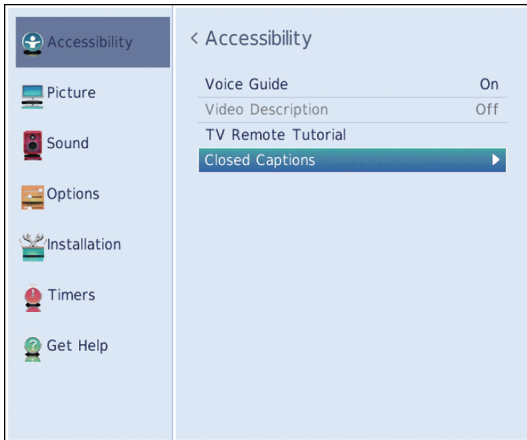 Accessibility
Picture
Sound
Options
Installation
Timers
Get Help
< Accessibility
Voice Guide On
Video Description Off
TV Remote Tutorial
Closed Captions